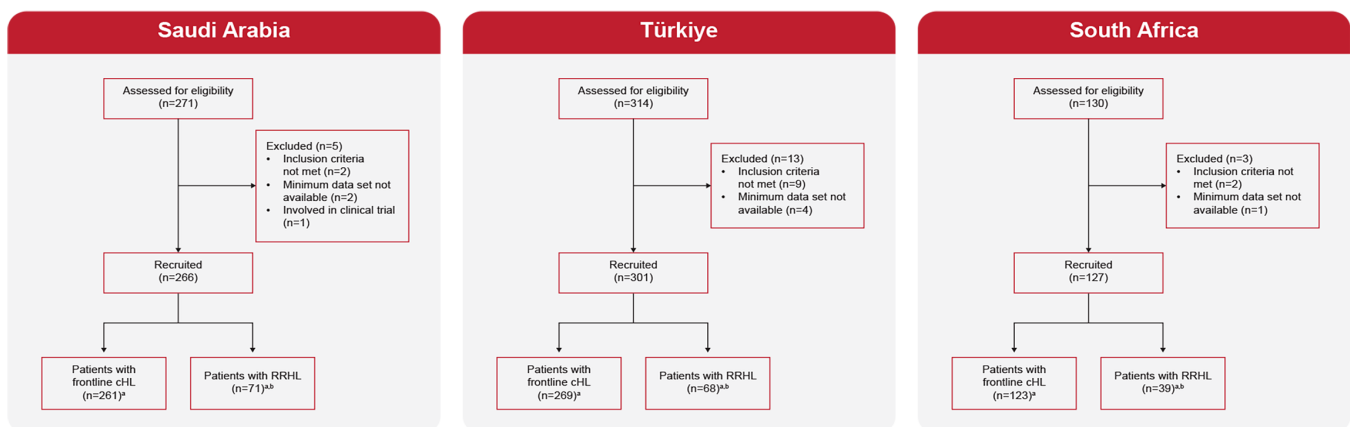 Saudi Arabia
Assessed for eligibility
(n=271)
Excluded (n=5)
• Inclusion criteria
not met (n=2)
• Minimum data set not
available (n=2)
• Involved in clinical trial
(n=1)
Recruited
(n=266)
Patients with
frontline cHL
(n=261)ᵃ
Patients with RRHL
(n=71)ᵃ,ᵇ
Türkiye
Assessed for eligibility
(n=314)
Excluded (n=13)
• Inclusion criteria
not met (n=9)
• Minimum data set not
available (n=4)
Recruited
(n=301)
Patients with
frontline cHL
(n=269)ᵃ
Patients with RRHL
(n=68)ᵃ,ᵇ
South Africa
Assessed for eligibility
(n=130)
Excluded (n=3)
• Inclusion criteria not
met (n=2)
• Minimum data set not
available (n=1)
Recruited
(n=127)
Patients with
frontline cHL
(n=123)ᵃ
Patients with RRHL
(n=39)ᵃ,ᵇ